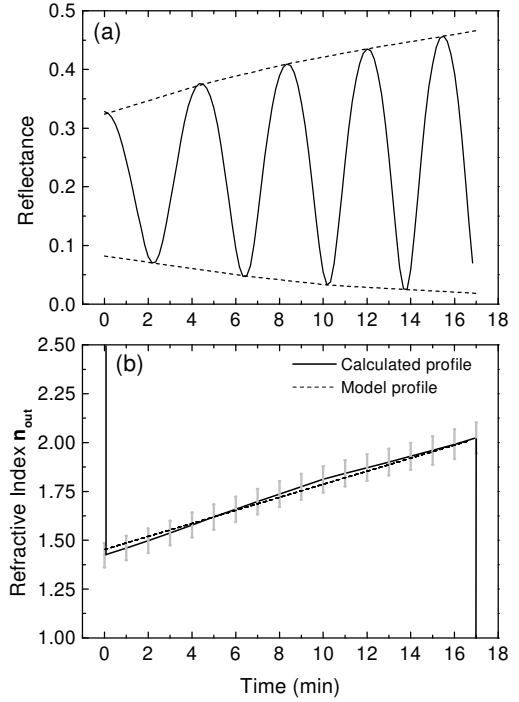 (a)
0.5
0.4
0.3
0.2
0.1
0.0
Reflectance
0 2 4 6 8 10 12 14 16 18
(b)
Calculated profile
Model profile
2.50
2.25
2.00
1.75
1.50
1.25
1.00
Refractive Index n_out
0 2 4 6 8 10 12 14 16 18
Time (min)